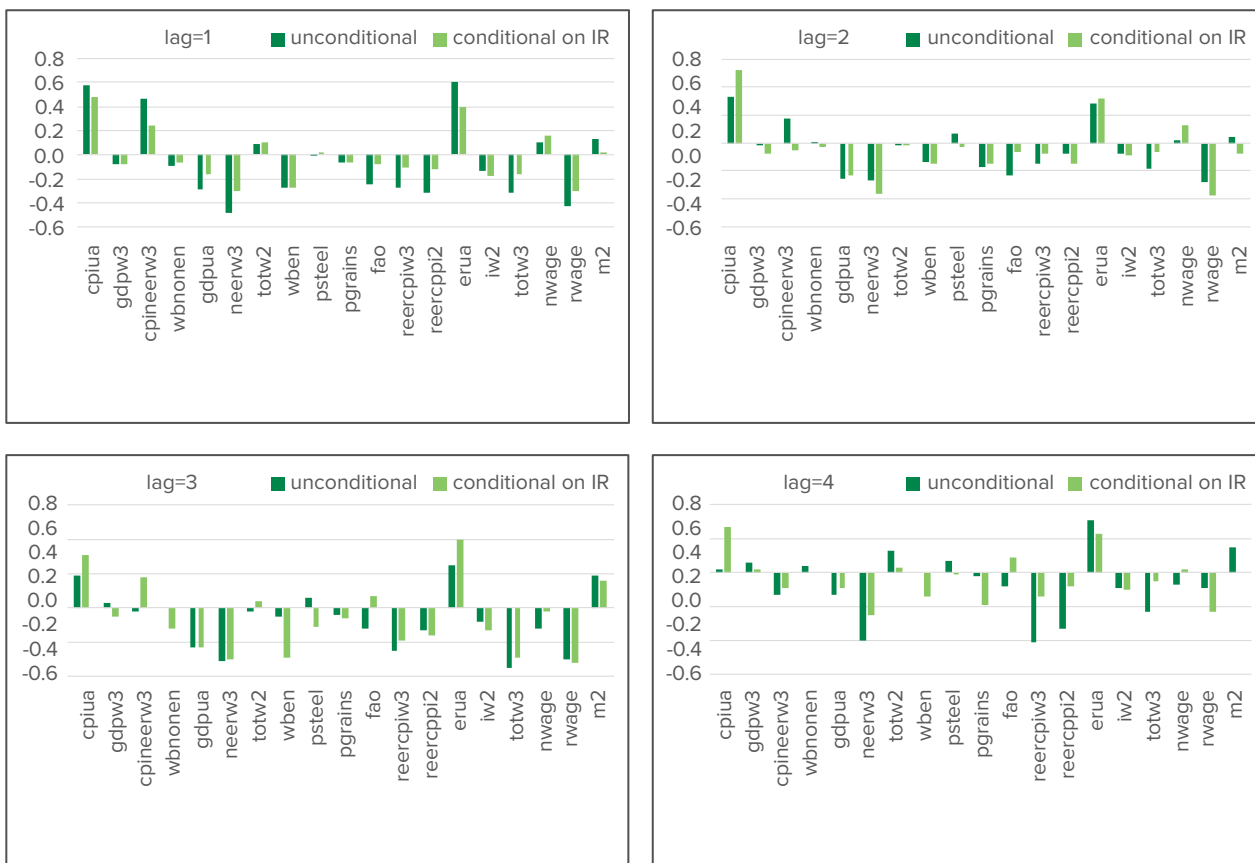 lag=1 unconditional conditional on IR
0.8
0.6
0.4
0.2
0.0
-0.2
-0.4
-0.6
cpiua
gdpw3
cpineerw3
wbnonen
gdpua
neerw3
totw2
wben
psteel
pgrains
fao
reercpiw3
reercppi2
erua
iw2
totw3
nwage
rwage
m2
lag=2 unconditional conditional on IR
0.8
0.6
0.4
0.2
0.0
-0.2
-0.4
-0.6
cpiua
gdpw3
cpineerw3
wbnonen
gdpua
neerw3
totw2
wben
psteel
pgrains
fao
reercpiw3
reercppi2
erua
iw2
totw3
nwage
rwage
m2
lag=3 unconditional conditional on IR
0.8
0.6
0.4
0.2
0.0
-0.2
-0.4
-0.6
cpiua
gdpw3
cpineerw3
wbnonen
gdpua
neerw3
totw2
wben
psteel
pgrains
fao
reercpiw3
reercppi2
erua
iw2
totw3
nwage
rwage
m2
lag=4 unconditional conditional on IR
0.8
0.6
0.4
0.2
0.0
-0.2
-0.4
-0.6
cpiua
gdpw3
cpineerw3
wbnonen
gdpua
neerw3
totw2
wben
psteel
pgrains
fao
reercpiw3
reercppi2
erua
iw2
totw3
nwage
rwage
m2